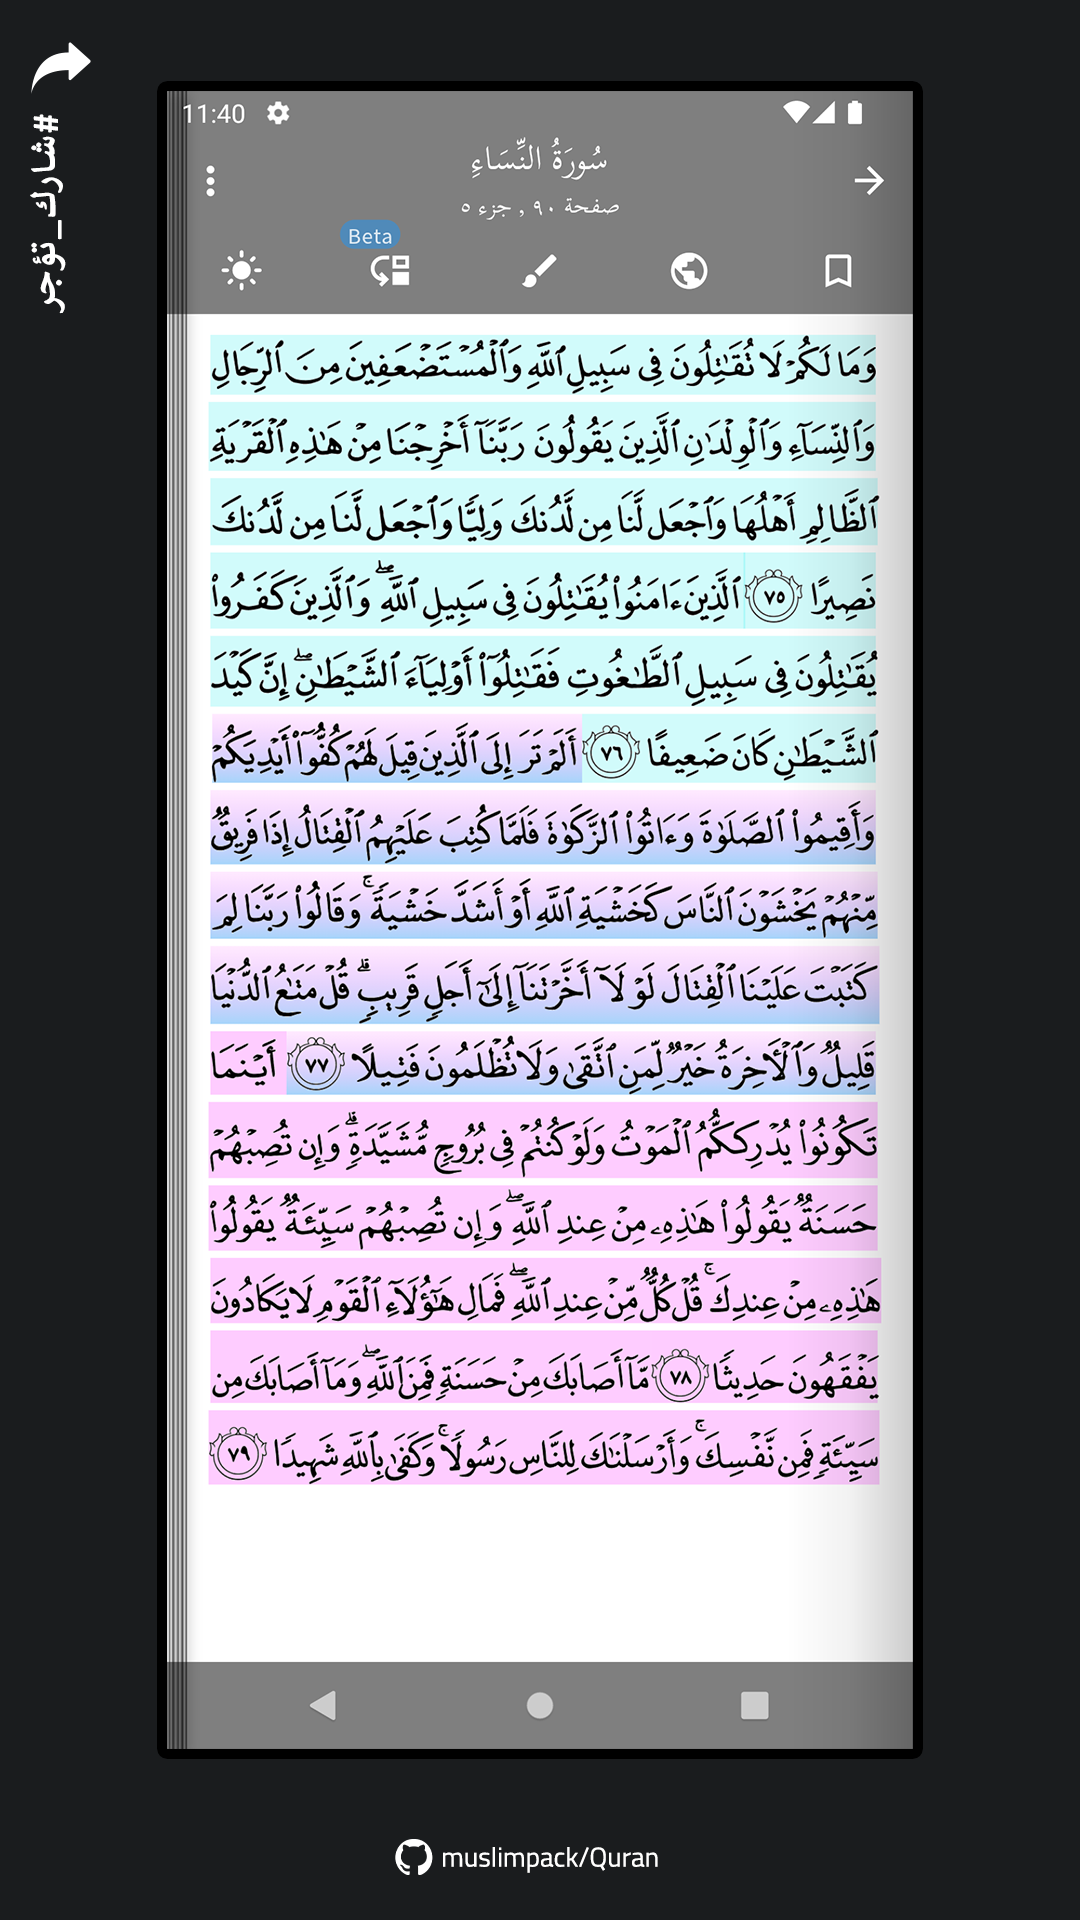 #شارك_تؤجر
11:40
سُورَةُ النِّسَاءِ
صفحة ٩٠ , جزء ٥
Beta
وَمَا لَكُمۡ لَا تُقَٰتِلُونَ فِي سَبِيلِ ٱللَّهِ وَٱلۡمُسۡتَضۡعَفِينَ مِنَ ٱلرِّجَالِ
وَٱلنِّسَآءِ وَٱلۡوِلۡدَٰنِ ٱلَّذِينَ يَقُولُونَ رَبَّنَآ أَخۡرِجۡنَا مِنۡ هَٰذِهِ ٱلۡقَرۡيَةِ
ٱلظَّالِمِ أَهۡلُهَا وَٱجۡعَل لَّنَا مِن لَّدُنكَ وَلِيّٗا وَٱجۡعَل لَّنَا مِن لَّدُنكَ
نَصِيرًا ٧٥ ٱلَّذِينَ ءَامَنُواْ يُقَٰتِلُونَ فِي سَبِيلِ ٱللَّهِۖ وَٱلَّذِينَ كَفَرُواْ
يُقَٰتِلُونَ فِي سَبِيلِ ٱلطَّٰغُوتِ فَقَٰتِلُوٓاْ أَوۡلِيَآءَ ٱلشَّيۡطَٰنِۖ إِنَّ كَيۡدَ
ٱلشَّيۡطَٰنِ كَانَ ضَعِيفًا ٧٦ أَلَمۡ تَرَ إِلَى ٱلَّذِينَ قِيلَ لَهُمۡ كُفُّوٓاْ أَيۡدِيَكُمۡ
وَأَقِيمُواْ ٱلصَّلَوٰةَ وَءَاتُواْ ٱلزَّكَوٰةَ فَلَمَّا كُتِبَ عَلَيۡهِمُ ٱلۡقِتَالُ إِذَا فَرِيقٞ
مِّنۡهُمۡ يَخۡشَوۡنَ ٱلنَّاسَ كَخَشۡيَةِ ٱللَّهِ أَوۡ أَشَدَّ خَشۡيَةٗۚ وَقَالُواْ رَبَّنَا لِمَ
كَتَبۡتَ عَلَيۡنَا ٱلۡقِتَالَ لَوۡ لَآ أَخَّرۡتَنَآ إِلَىٰٓ أَجَلٖ قَرِيبٖۗ قُلۡ مَتَٰعُ ٱلدُّنۡيَا
قَلِيلٞ وَٱلۡأٓخِرَةُ خَيۡرٞ لِّمَنِ ٱتَّقَىٰ وَلَا تُظۡلَمُونَ فَتِيلًا ٧٧ أَيۡنَمَا
تَكُونُواْ يُدۡرِككُّمُ ٱلۡمَوۡتُ وَلَوۡ كُنتُمۡ فِي بُرُوجٖ مُّشَيَّدَةٖۗ وَإِن تُصِبۡهُمۡ
حَسَنَةٞ يَقُولُواْ هَٰذِهِۦ مِنۡ عِندِ ٱللَّهِۖ وَإِن تُصِبۡهُمۡ سَيِّئَةٞ يَقُولُواْ
هَٰذِهِۦ مِنۡ عِندِكَۚ قُلۡ كُلّٞ مِّنۡ عِندِ ٱللَّهِۖ فَمَالِ هَٰٓؤُلَآءِ ٱلۡقَوۡمِ لَا يَكَادُونَ
يَفۡقَهُونَ حَدِيثٗا ٧٨ مَّآ أَصَابَكَ مِنۡ حَسَنَةٖ فَمِنَ ٱللَّهِۖ وَمَآ أَصَابَكَ مِن
سَيِّئَةٖ فَمِن نَّفۡسِكَۚ وَأَرۡسَلۡنَٰكَ لِلنَّاسِ رَسُولٗاۚ وَكَفَىٰ بِٱللَّهِ شَهِيدٗا ٧٩
muslimpack/Quran